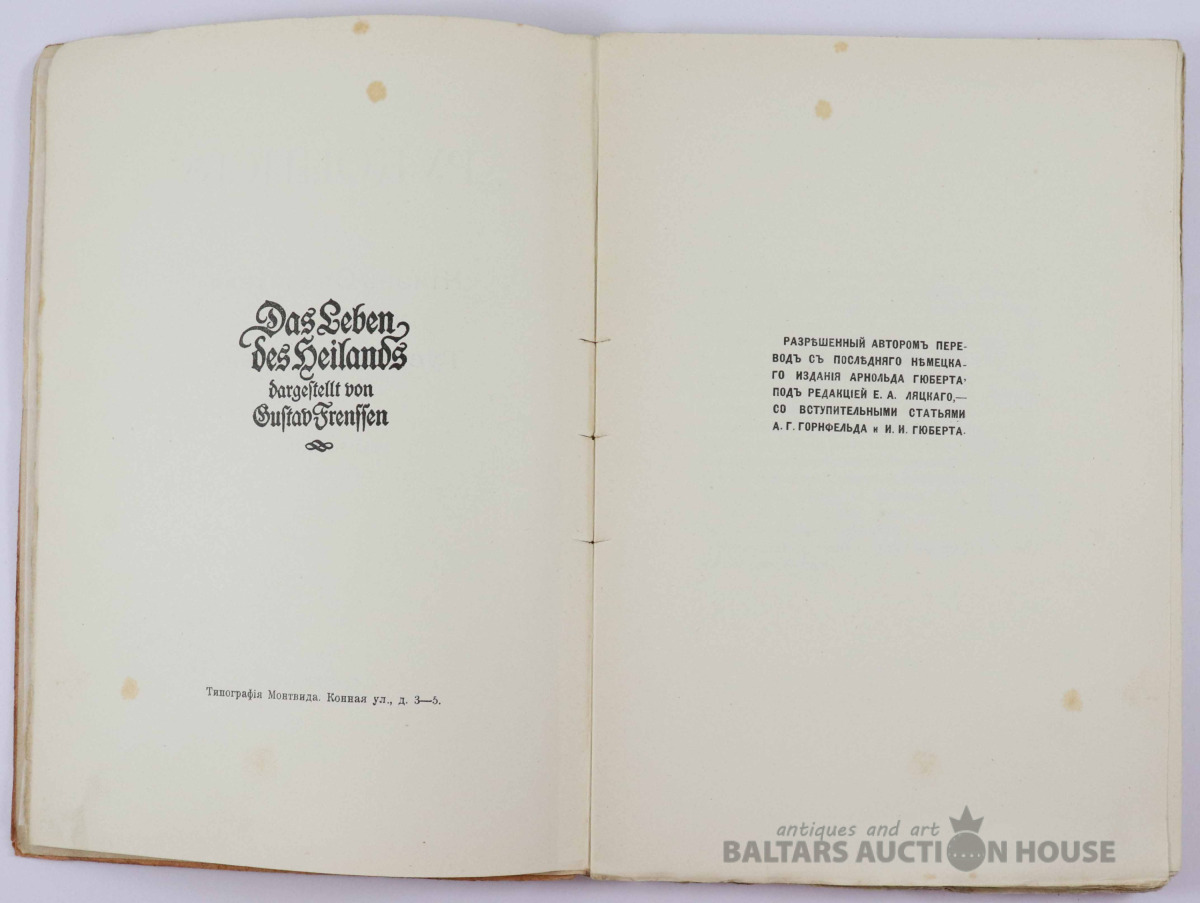 Das Leben
des Heilands
dargestellt von
Gustav Frenssen
Типографія Монтвида. Конная ул., д. 3—5.
РАЗРѢШЕННЫЙ АВТОРОМЪ ПЕРЕ-
ВОДЪ СЪ ПОСЛѢДНЯГО НѢМЕЦКА-
ГО ИЗДАНІЯ АРНОЛЬДА ГЮБЕРТА,
ПОДЪ РЕДАКЦІЕЙ Е. А. ЛЯЦКАГО,—
СО ВСТУПИТЕЛЬНЫМИ СТАТЬЯМИ
А. Г. ГОРНФЕЛЬДА и И. И. ГЮБЕРТА.
antiques and art
BALTARS AUCTION HOUSE